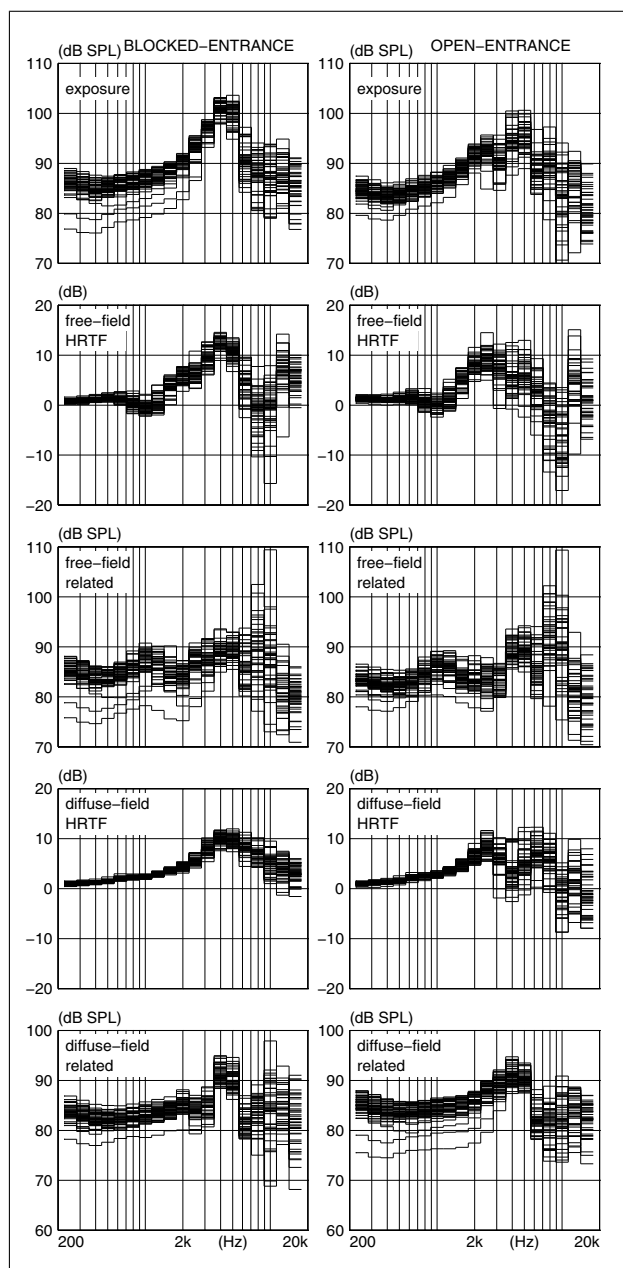 (dB SPL) BLOCKED−ENTRANCE (dB SPL) OPEN−ENTRANCE
110 110
exposure exposure
100 100
90 90
80 80
70 70
(dB) (dB)
20 20
free−field free−field
HRTF HRTF
10 10
0 0
−10 −10
−20 −20
(dB SPL) (dB SPL)
110 110
free−field free−field
related related
100 100
90 90
80 80
70 70
(dB) (dB)
20 20
diffuse−field diffuse−field
HRTF HRTF
10 10
0 0
−10 −10
−20 −20
(dB SPL) (dB SPL)
100 100
diffuse−field diffuse−field
related related
90 90
80 80
70 70
60 60
200 2k (Hz) 20k 200 2k (Hz) 20k